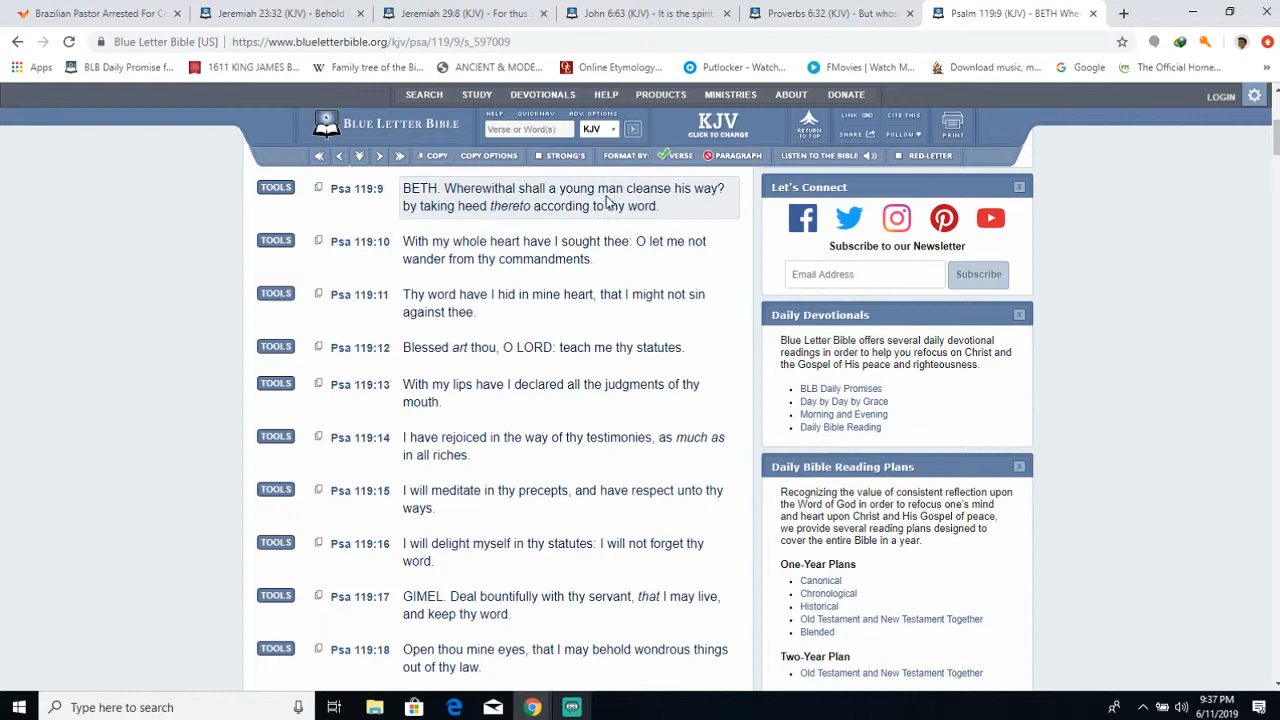 Brazilian Pastor Arrested For C
Jeremiah 23:32 (KJV) - Behold I
Jeremiah 29:8 (KJV) - For thus s
John 6:63 (KJV) - It is the spirit
Proverbs 6:32 (KJV) - But whos
Psalm 119:9 (KJV) - BETH Wher
Blue Letter Bible [US] | https://www.blueletterbible.org/kjv/psa/119/9/s_597009
Apps
BLB Daily Promise f...
1611 KING JAMES B...
Family tree of the Bi...
ANCIENT & MODE...
Online Etymology...
Putlocker - Watch...
FMovies | Watch M...
Download music, m...
Google
The Official Home...
SEARCH STUDY DEVOTIONALS HELP PRODUCTS MINISTRIES ABOUT DONATE
LOGIN
BLUE LETTER BIBLE
HELP QUICKNAV ADV. OPTIONS
Verse or Word(s) KJV
KJV
CLICK TO CHANGE
RETURN
TO TOP
LINK CITE THIS
SHARE FOLLOW
PRINT
COPY COPY OPTIONS STRONG'S FORMAT BY: VERSE PARAGRAPH LISTEN TO THE BIBLE RED-LETTER
TOOLS Psa 119:9 BETH. Wherewithal shall a young man cleanse his way?
by taking heed thereto according to thy word.
TOOLS Psa 119:10 With my whole heart have I sought thee: O let me not
wander from thy commandments.
TOOLS Psa 119:11 Thy word have I hid in mine heart, that I might not sin
against thee.
TOOLS Psa 119:12 Blessed art thou, O LORD: teach me thy statutes.
TOOLS Psa 119:13 With my lips have I declared all the judgments of thy
mouth.
TOOLS Psa 119:14 I have rejoiced in the way of thy testimonies, as much as
in all riches.
TOOLS Psa 119:15 I will meditate in thy precepts, and have respect unto thy
ways.
TOOLS Psa 119:16 I will delight myself in thy statutes: I will not forget thy
word.
TOOLS Psa 119:17 GIMEL. Deal bountifully with thy servant, that I may live,
and keep thy word.
TOOLS Psa 119:18 Open thou mine eyes, that I may behold wondrous things
out of thy law.
Let's Connect
Subscribe to our Newsletter
Email Address Subscribe
Daily Devotionals
Blue Letter Bible offers several daily devotional
readings in order to help you refocus on Christ and
the Gospel of His peace and righteousness.
BLB Daily Promises
Day by Day by Grace
Morning and Evening
Daily Bible Reading
Daily Bible Reading Plans
Recognizing the value of consistent reflection upon
the Word of God in order to refocus one's mind
and heart upon Christ and His Gospel of peace,
we provide several reading plans designed to
cover the entire Bible in a year.
One-Year Plans
Canonical
Chronological
Historical
Old Testament and New Testament Together
Blended
Two-Year Plan
Old Testament and New Testament Together
Type here to search
9:37 PM
6/11/2019